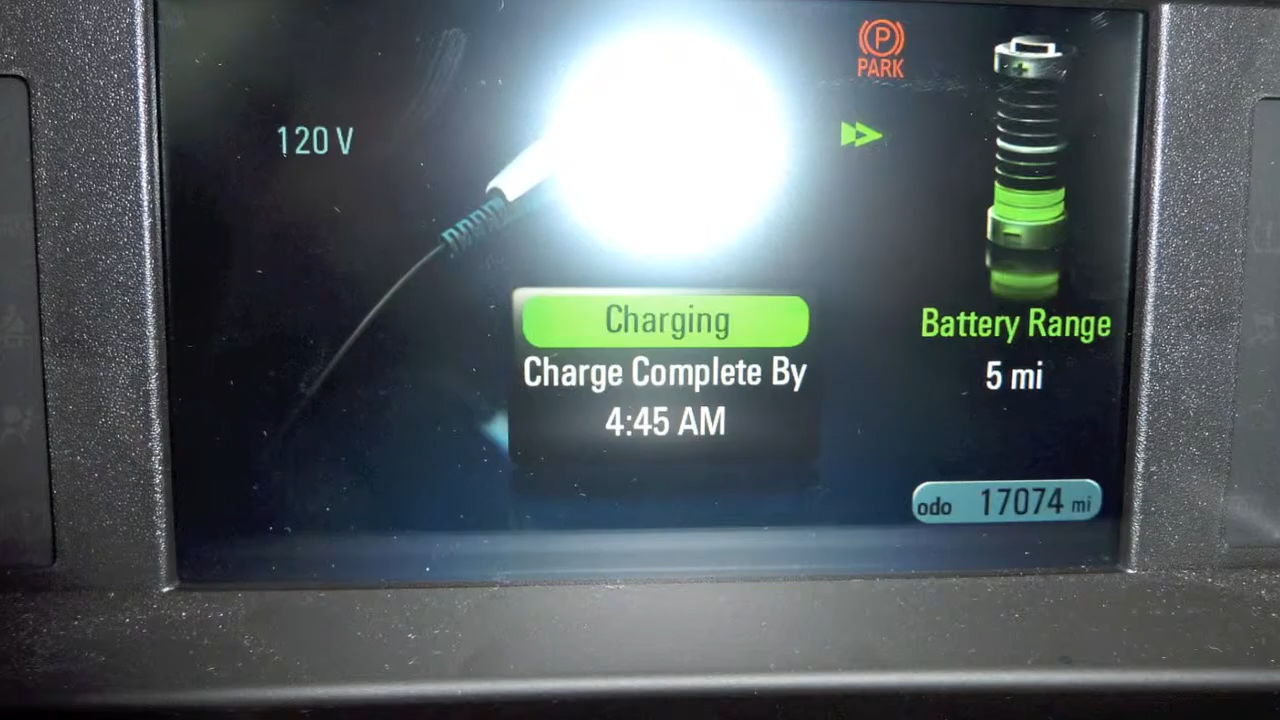 P
PARK
120 V
Charging
Charge Complete By
4:45 AM
Battery Range
5 mi
odo 17074 mi